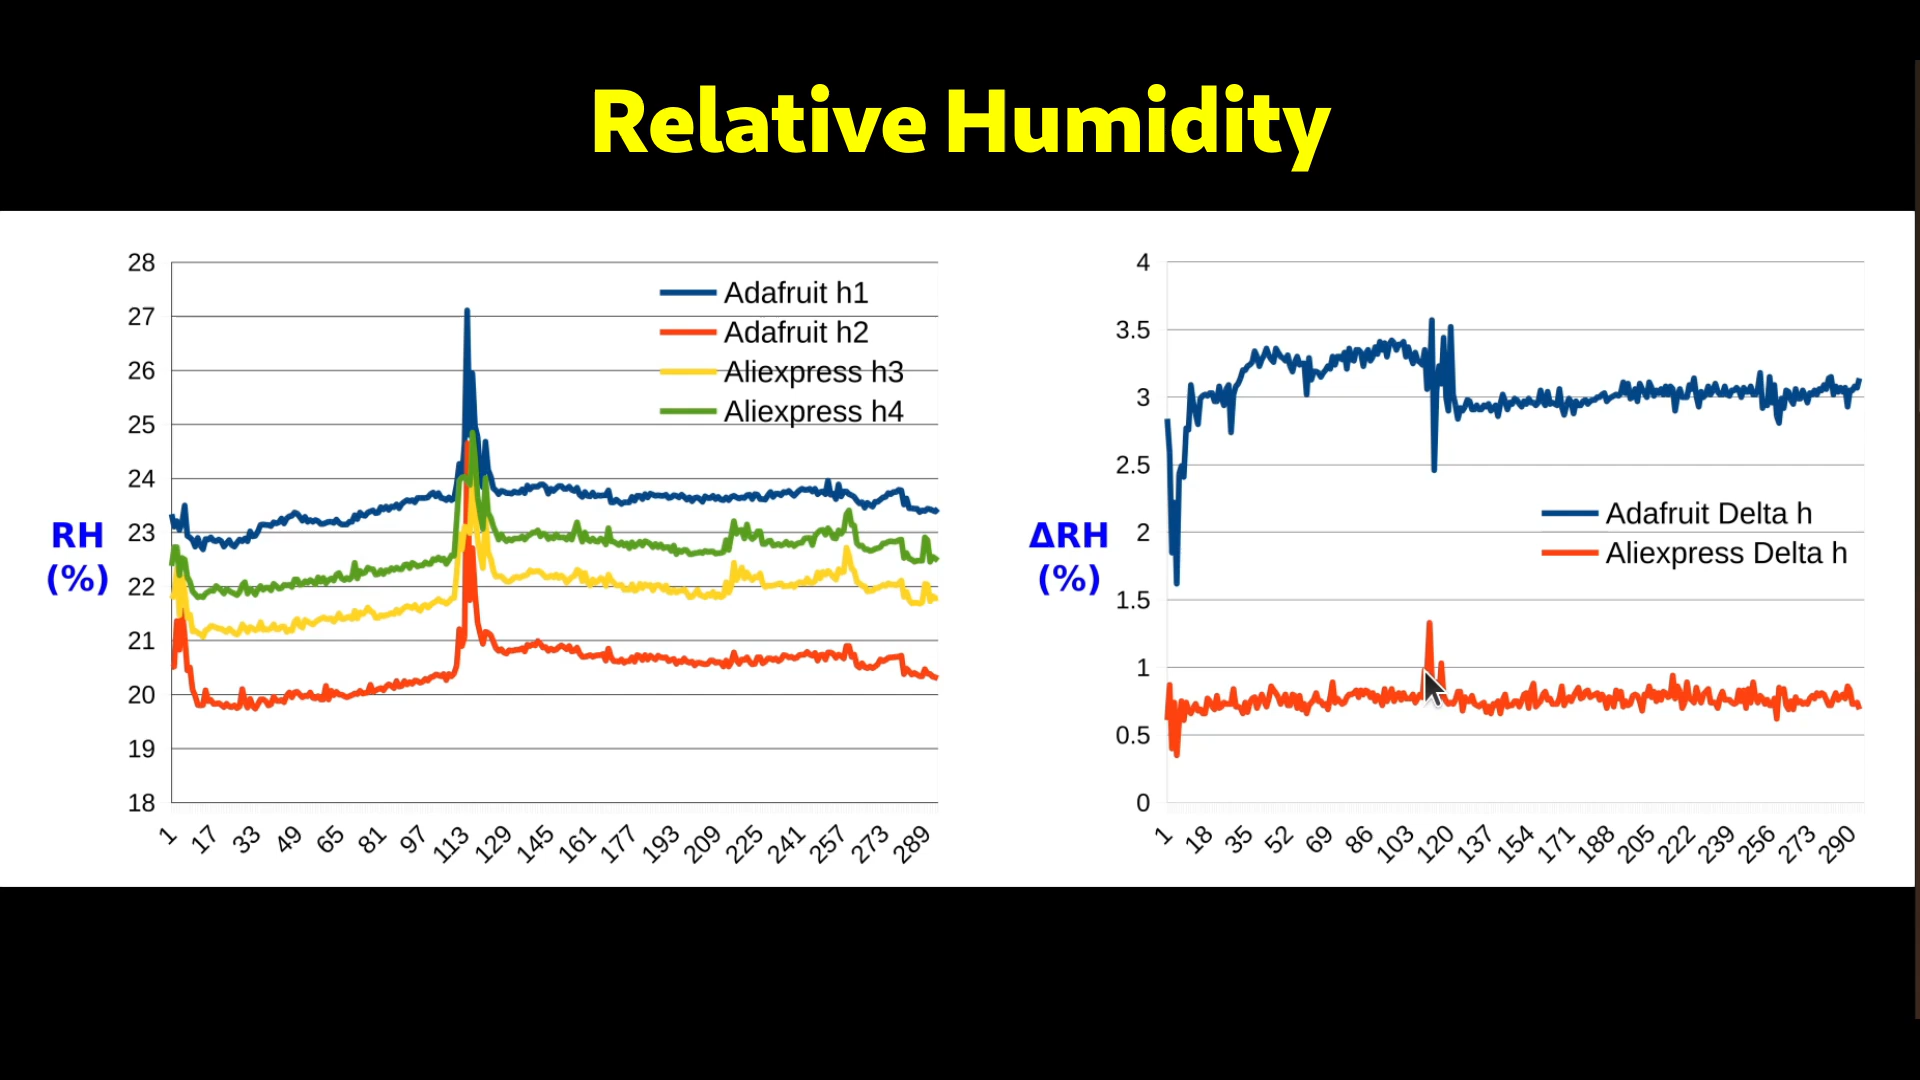 Relative Humidity
RH
(%)
28
27
26
25
24
23
22
21
20
19
18
Adafruit h1
Adafruit h2
Aliexpress h3
Aliexpress h4
1 17 33 49 65 81 97 113 129 145 161 177 193 209 225 241 257 273 289
ΔRH
(%)
4
3.5
3
2.5
2
1.5
1
0.5
0
Adafruit Delta h
Aliexpress Delta h
1 18 35 52 69 86 103 120 137 154 171 188 205 222 239 256 273 290